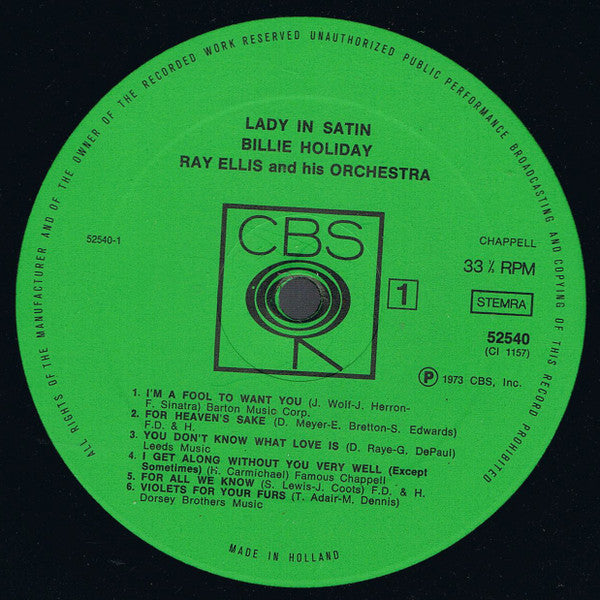 ALL RIGHTS OF THE MANUFACTURER AND OF THE OWNER OF THE RECORDED WORK RESERVED UNAUTHORIZED PUBLIC PERFORMANCE BROADCASTING AND COPYING OF THIS RECORD PROHIBITED
LADY IN SATIN
BILLIE HOLIDAY
RAY ELLIS and his ORCHESTRA
52540-1
CBS
CHAPPELL
33 ⅓ RPM
1
STEMRA
52540
(Cl 1157)
℗ 1973 CBS, Inc.
1. I'M A FOOL TO WANT YOU (J. Wolf-J. Herron-
F. Sinatra) Barton Music Corp.
2. FOR HEAVEN'S SAKE (D. Meyer-E. Bretton-S. Edwards)
F.D. & H.
3. YOU DON'T KNOW WHAT LOVE IS (D. Raye-G. DePaul)
Leeds Music
4. I GET ALONG WITHOUT YOU VERY WELL (Except
Sometimes) (H. Carmichael) Famous Chappell
5. FOR ALL WE KNOW (S. Lewis-J. Coots) F.D. & H.
6. VIOLETS FOR YOUR FURS (T. Adair-M. Dennis)
Dorsey Brothers Music
MADE IN HOLLAND